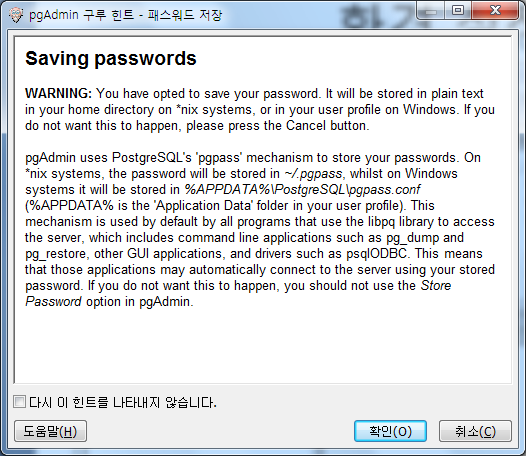 pgAdmin 구루 힌트 - 패스워드 저장
Saving passwords
WARNING: You have opted to save your password. It will be stored in plain text
in your home directory on *nix systems, or in your user profile on Windows. If you
do not want this to happen, please press the Cancel button.
pgAdmin uses PostgreSQL's 'pgpass' mechanism to store your passwords. On
*nix systems, the password will be stored in ~/.pgpass, whilst on Windows
systems it will be stored in %APPDATA%\PostgreSQL\pgpass.conf
(%APPDATA% is the 'Application Data' folder in your user profile). This
mechanism is used by default by all programs that use the libpq library to access
the server, which includes command line applications such as pg_dump and
pg_restore, other GUI applications, and drivers such as psqlODBC. This means
that those applications may automatically connect to the server using your stored
password. If you do not want this to happen, you should not use the Store
Password option in pgAdmin.
다시 이 힌트를 나타내지 않습니다.
도움말(H) 확인(O) 취소(C)